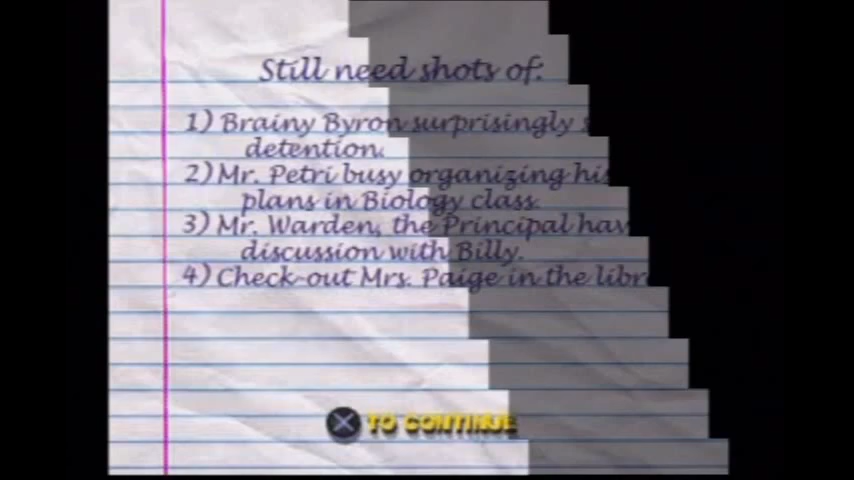 Still need shots of:
1) Brainy Byron surprisingly
detention.
2) Mr. Petri busy organizing his
plans in Biology class.
3) Mr. Warden, the Principal hav
discussion with Billy.
4) Check-out Mrs. Paige in the libr
TO CONTINUE